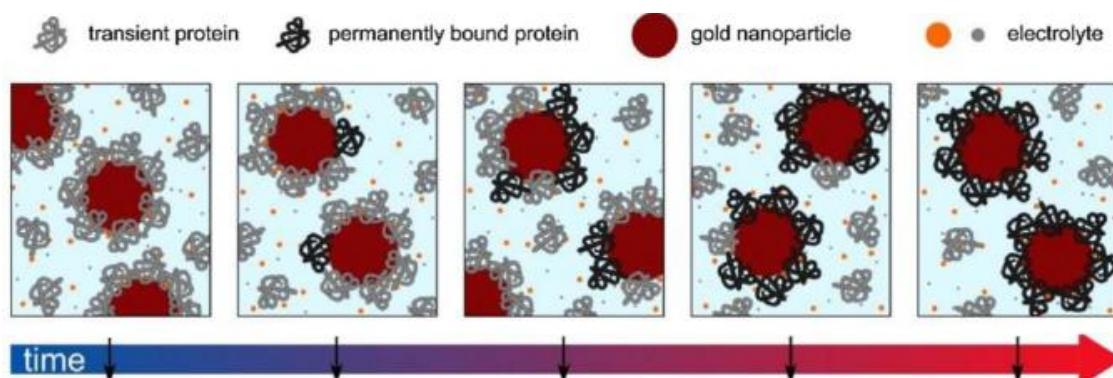 transient protein permanently bound protein gold nanoparticle electrolyte
time